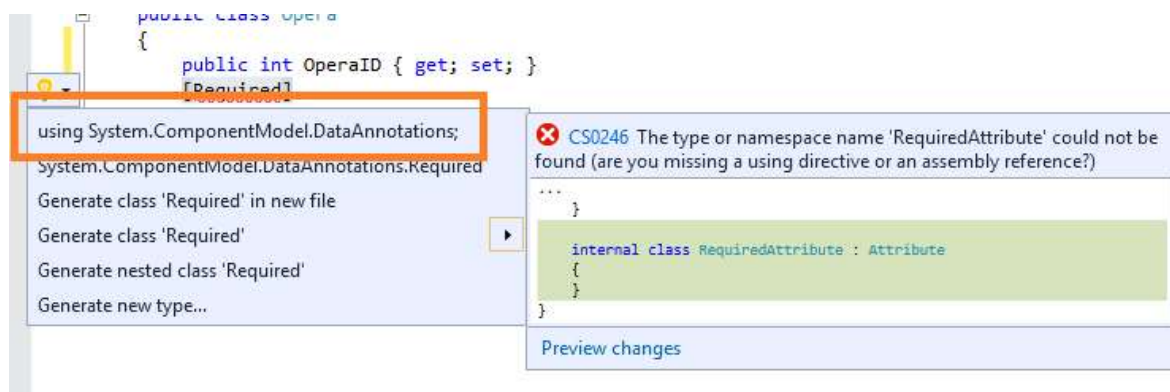 public class Opera
{
public int OperaID { get; set; }
[Required]
using System.ComponentModel.DataAnnotations;
System.ComponentModel.DataAnnotations.Required
Generate class 'Required' in new file
Generate class 'Required'
Generate nested class 'Required'
Generate new type...
CS0246 The type or namespace name 'RequiredAttribute' could not be
found (are you missing a using directive or an assembly reference?)
...
}
internal class RequiredAttribute : Attribute
{
}
}
Preview changes